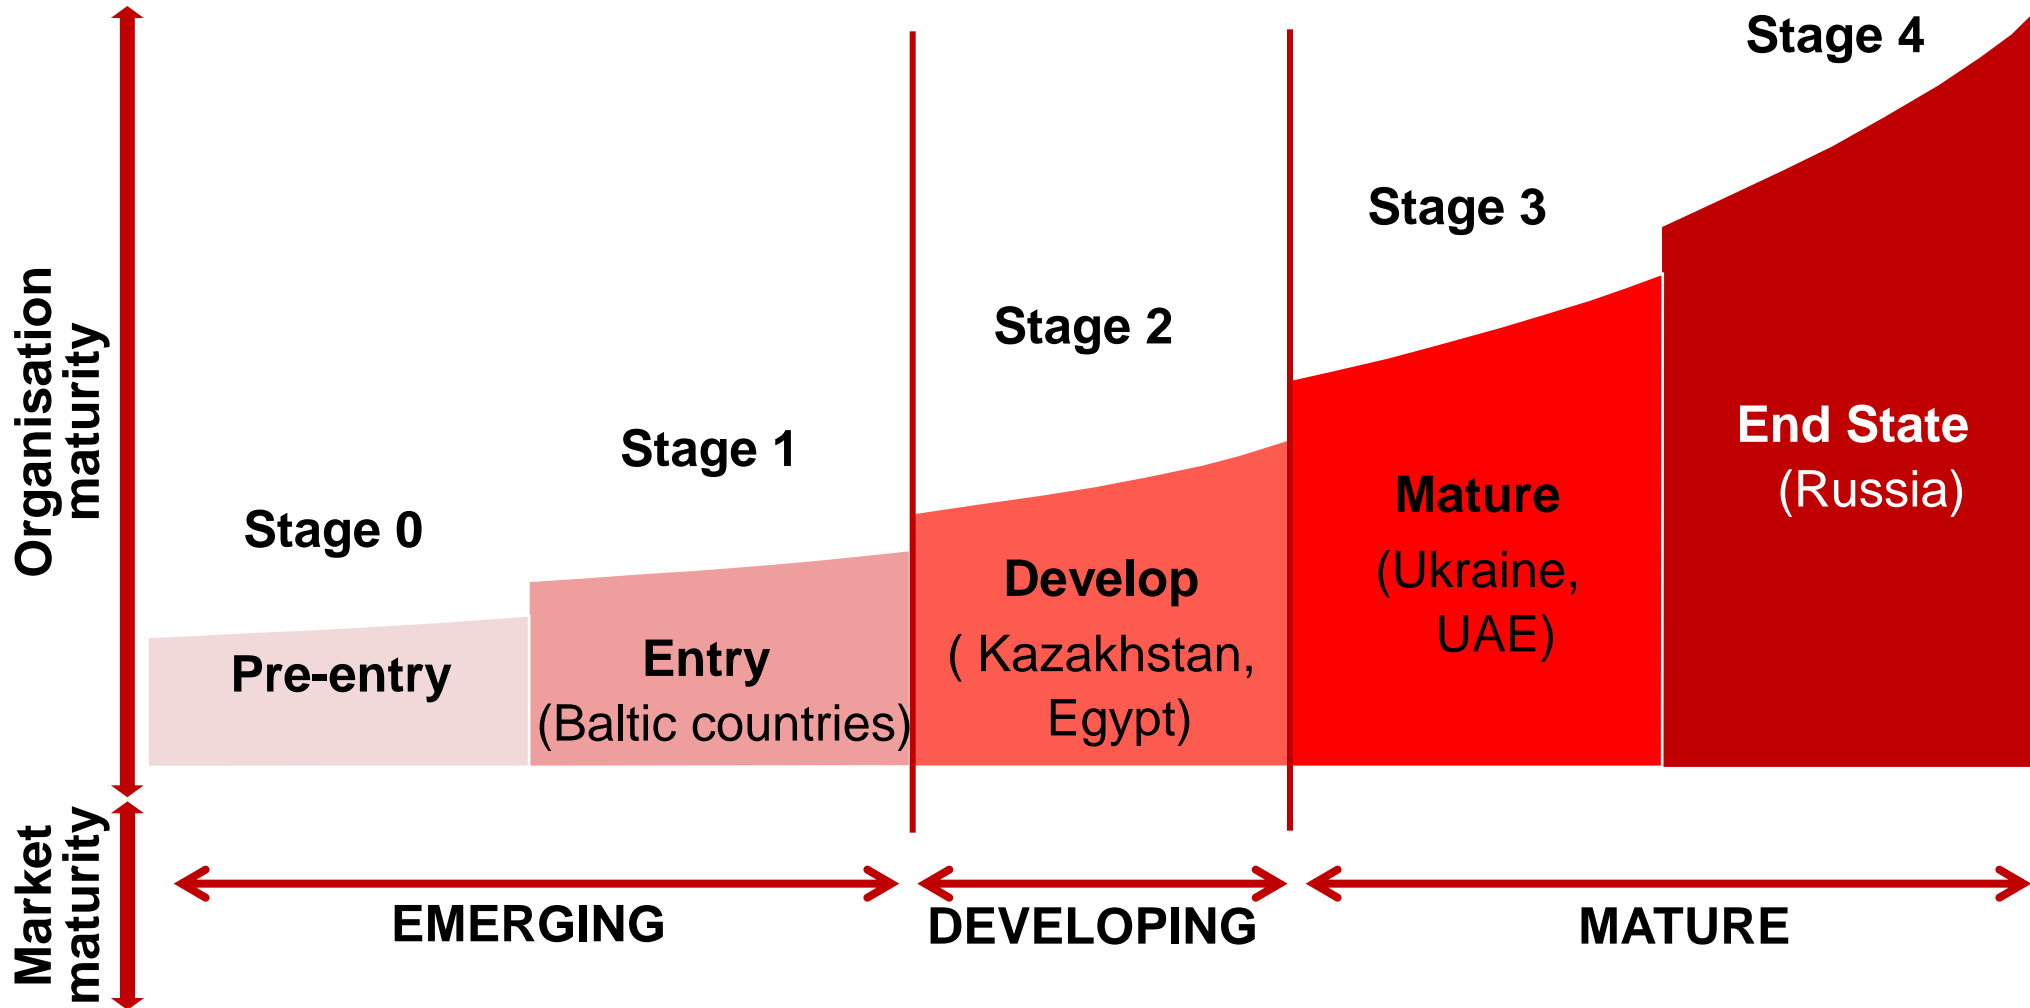 Stage 4
Stage 3
Stage 2
Stage 1
Stage 0
Organisation
maturity
Pre-entry
Entry
(Baltic countries)
Develop
( Kazakhstan,
Egypt)
Mature
(Ukraine,
UAE)
End State
(Russia)
Market
maturity
EMERGING
DEVELOPING
MATURE